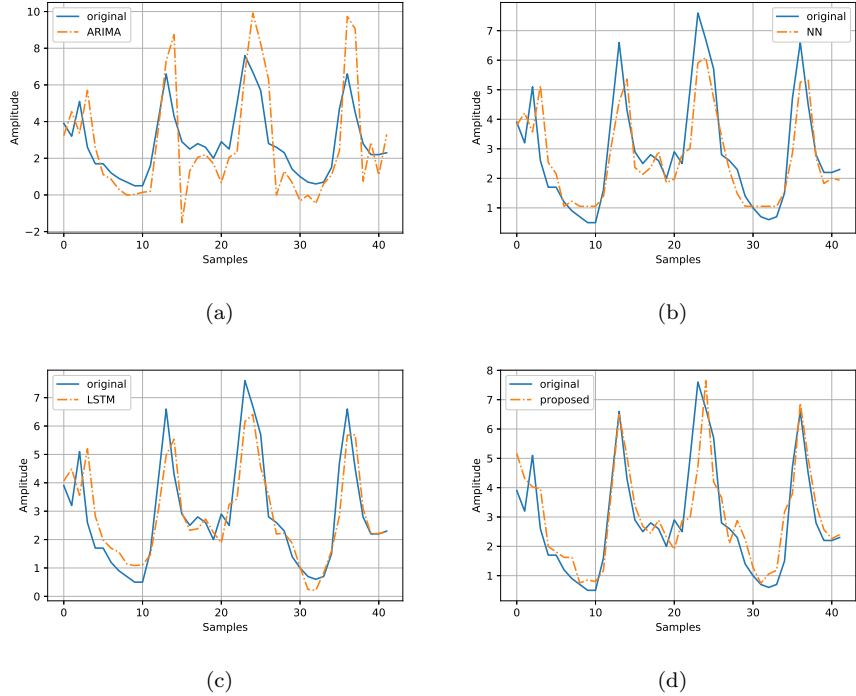 original
ARIMA
10
8
6
4
2
0
−2
Amplitude
0 10 20 30 40
Samples
(a)
original
NN
7
6
5
4
3
2
1
Amplitude
0 10 20 30 40
Samples
(b)
original
LSTM
7
6
5
4
3
2
1
0
Amplitude
0 10 20 30 40
Samples
(c)
original
proposed
8
7
6
5
4
3
2
1
Amplitude
0 10 20 30 40
Samples
(d)